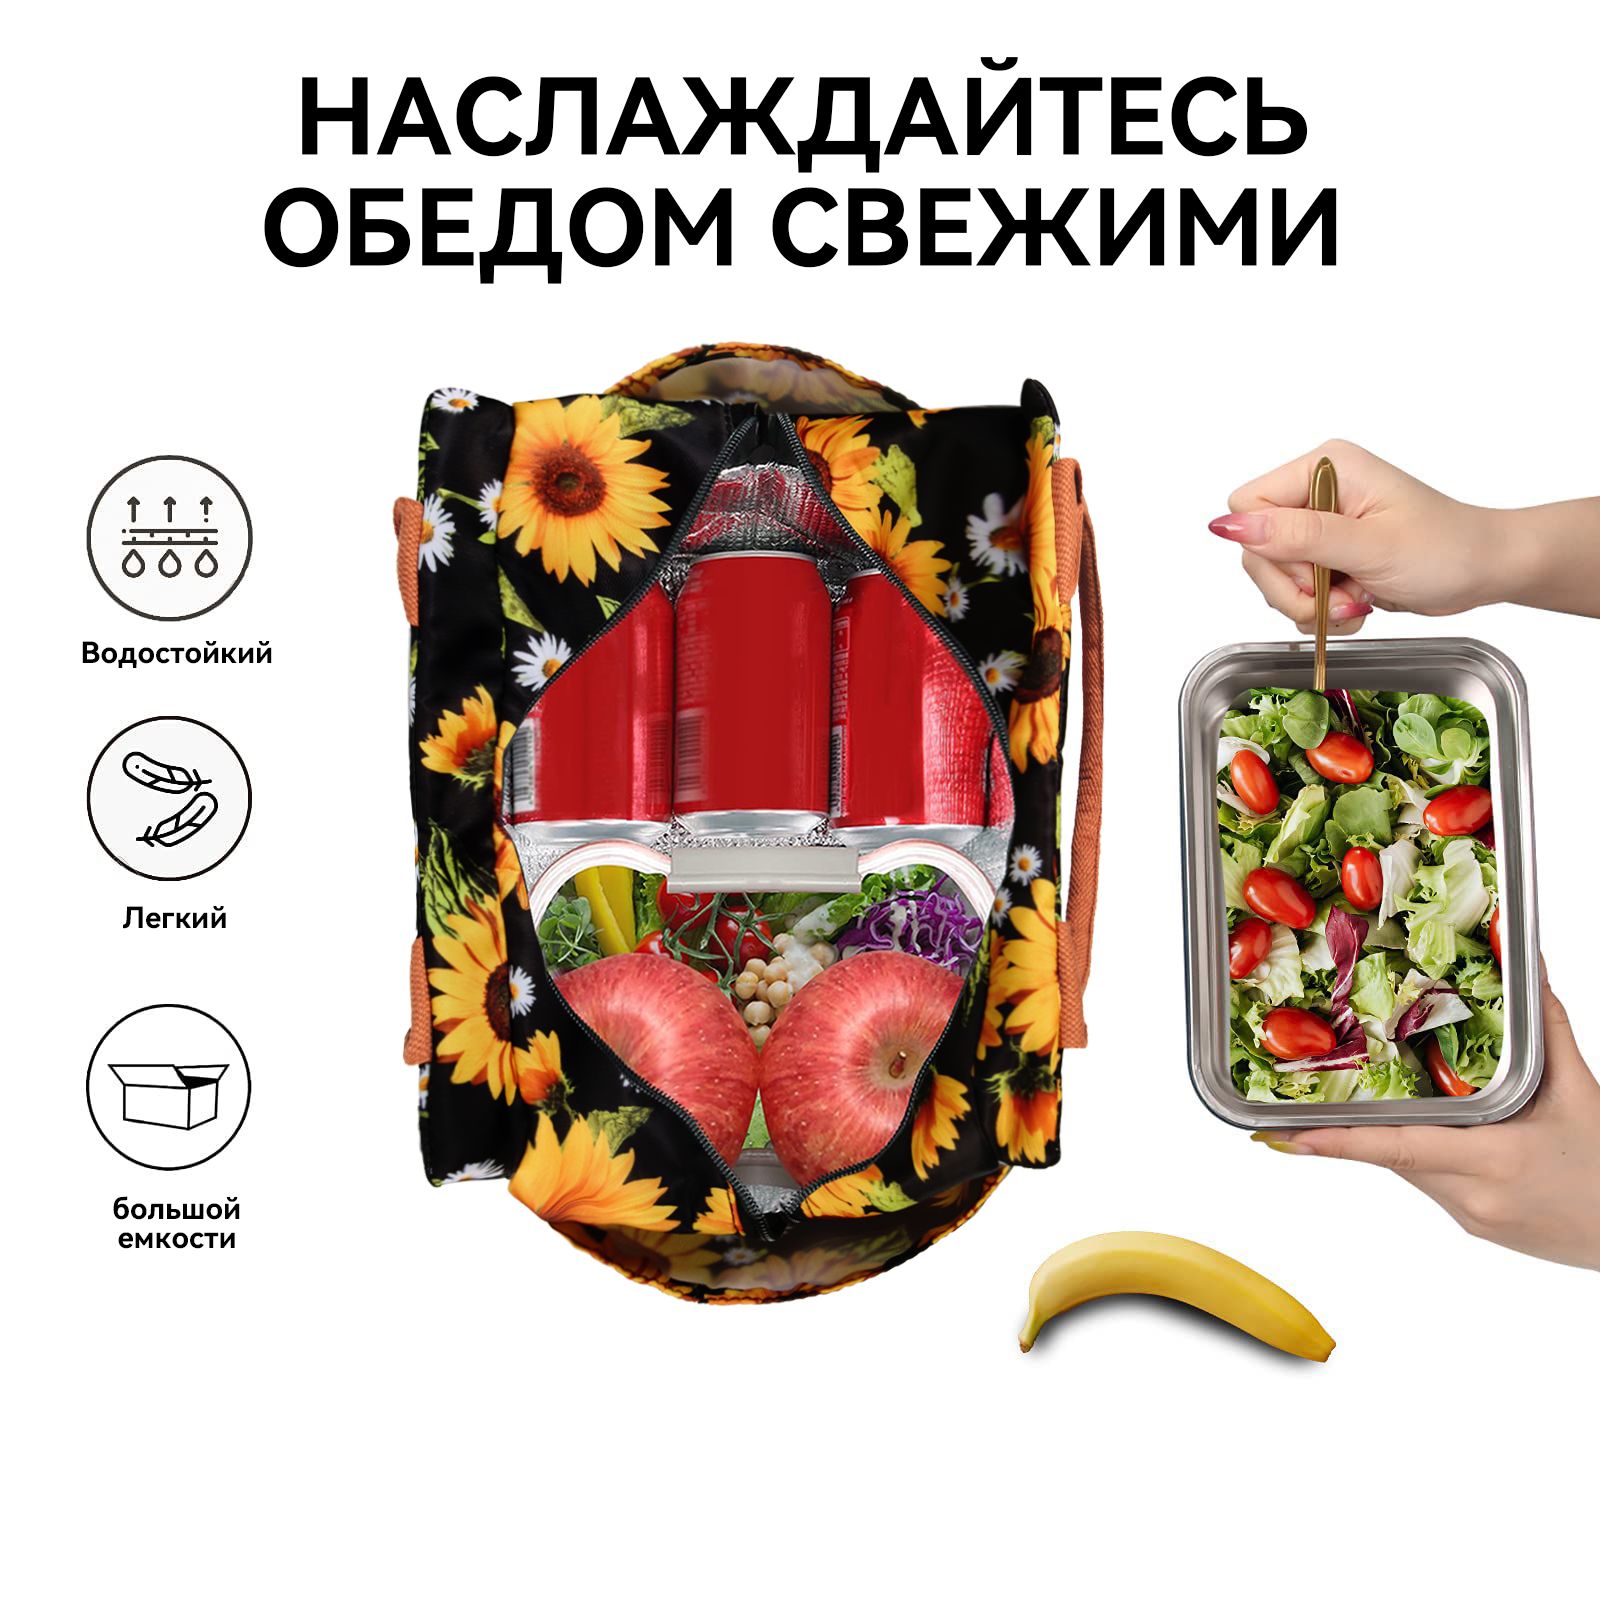 НАСЛАЖДАЙТЕСЬ
ОБЕДОМ СВЕЖИМИ
Водостойкий
Легкий
большой
емкости